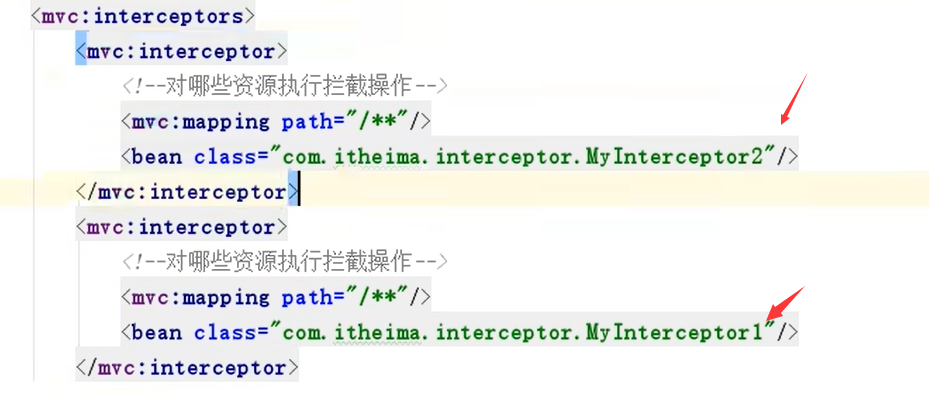 <mvc:interceptors>
<mvc:interceptor>
<!--对哪些资源执行拦截操作-->
<mvc:mapping path="/**"/>
<bean class="com.itheima.interceptor.MyInterceptor2"/>
</mvc:interceptor>
<mvc:interceptor>
<!--对哪些资源执行拦截操作-->
<mvc:mapping path="/**"/>
<bean class="com.itheima.interceptor.MyInterceptor1"/>
</mvc:interceptor>